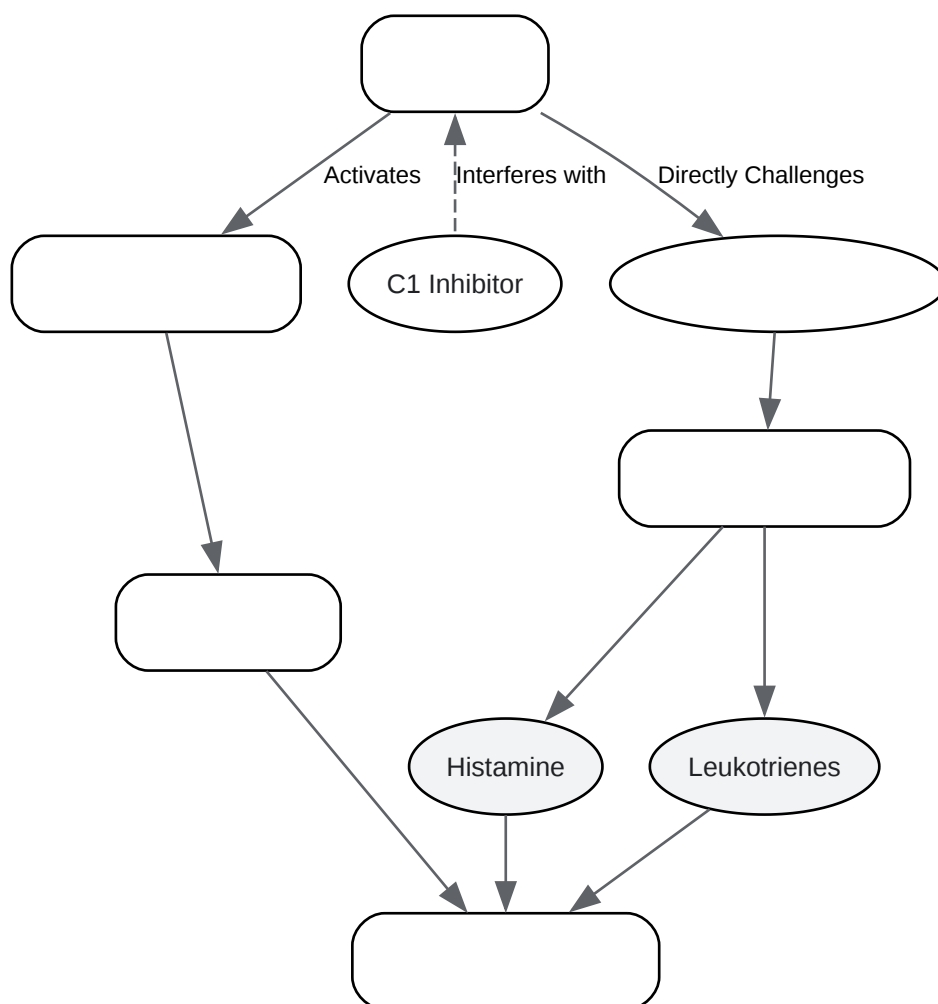 Activates
Interferes with
Directly Challenges
C1 Inhibitor
Histamine
Leukotrienes